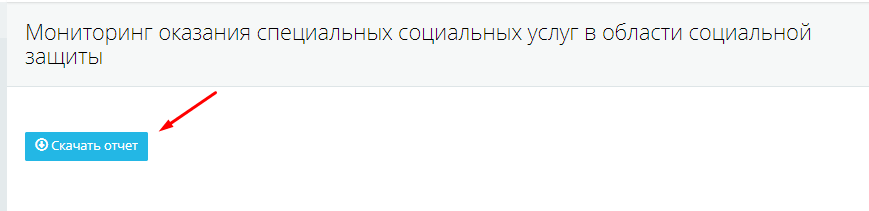 Мониторинг оказания специальных социальных услуг в области социальной
защиты
Скачать отчет